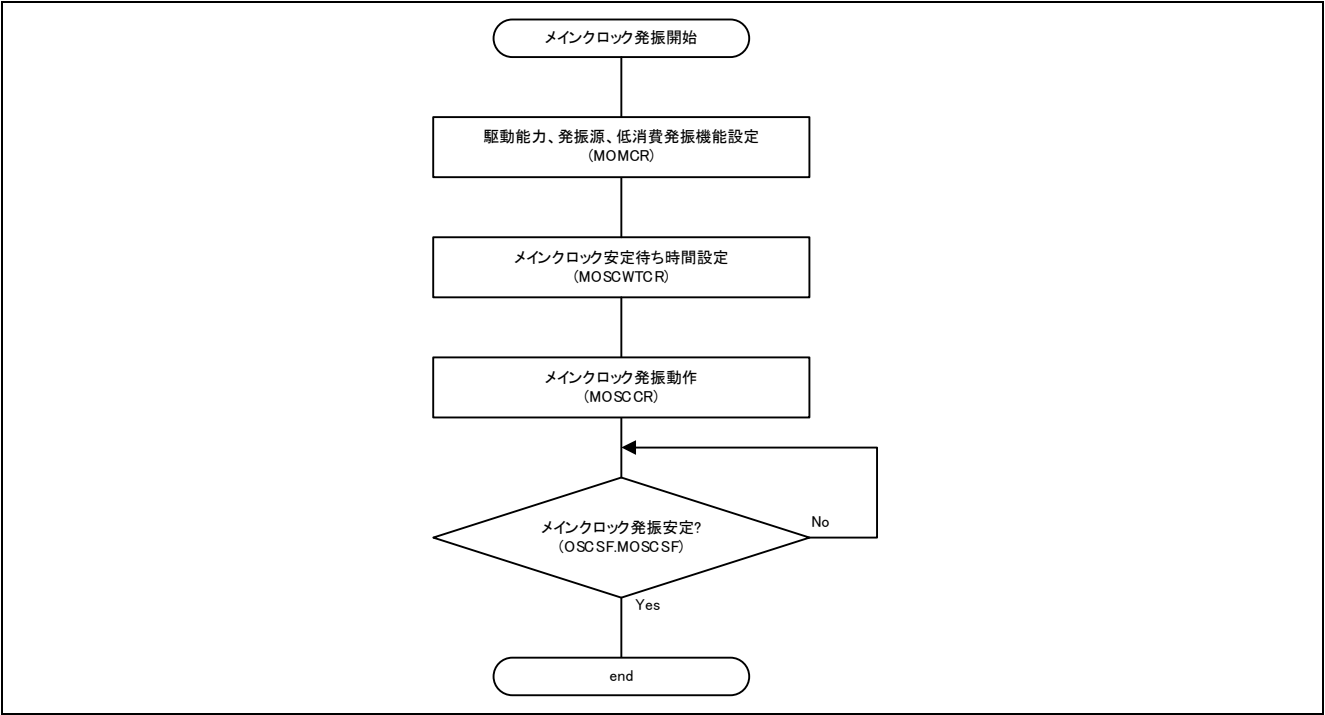 メインクロック発振開始
駆動能力、発振源、低消費発振機能設定
(MOMCR)
メインクロック安定待ち時間設定
(MOSCWTCR)
メインクロック発振動作
(MOSCCR)
メインクロック発振安定?
(OSCSF.MOSCSF)
No
Yes
end